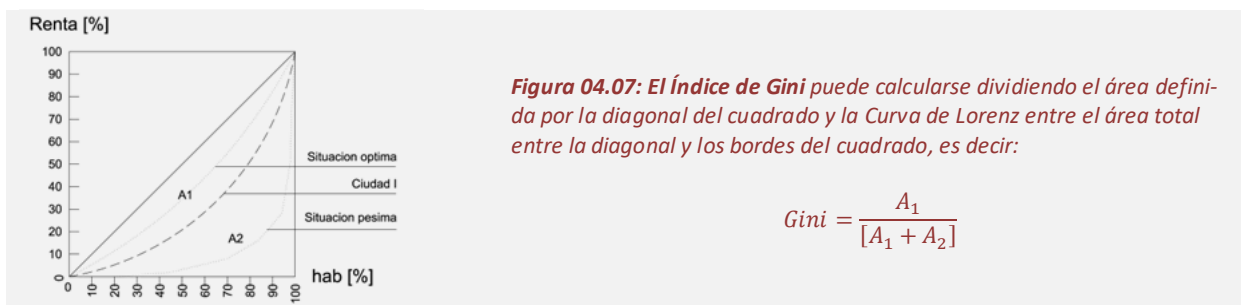 Renta [%]
100
90
80
70
60
50
40
30
20
10
0
Situacion optima
Ciudad I
Situacion pesima
A1
A2
hab [%]
0 10 20 30 40 50 60 70 80 90 100
Figura 04.07: El Índice de Gini puede calcularse dividiendo el área defini-
da por la diagonal del cuadrado y la Curva de Lorenz entre el área total
entre la diagonal y los bordes del cuadrado, es decir:
Gini = A₁ / [A₁ + A₂]